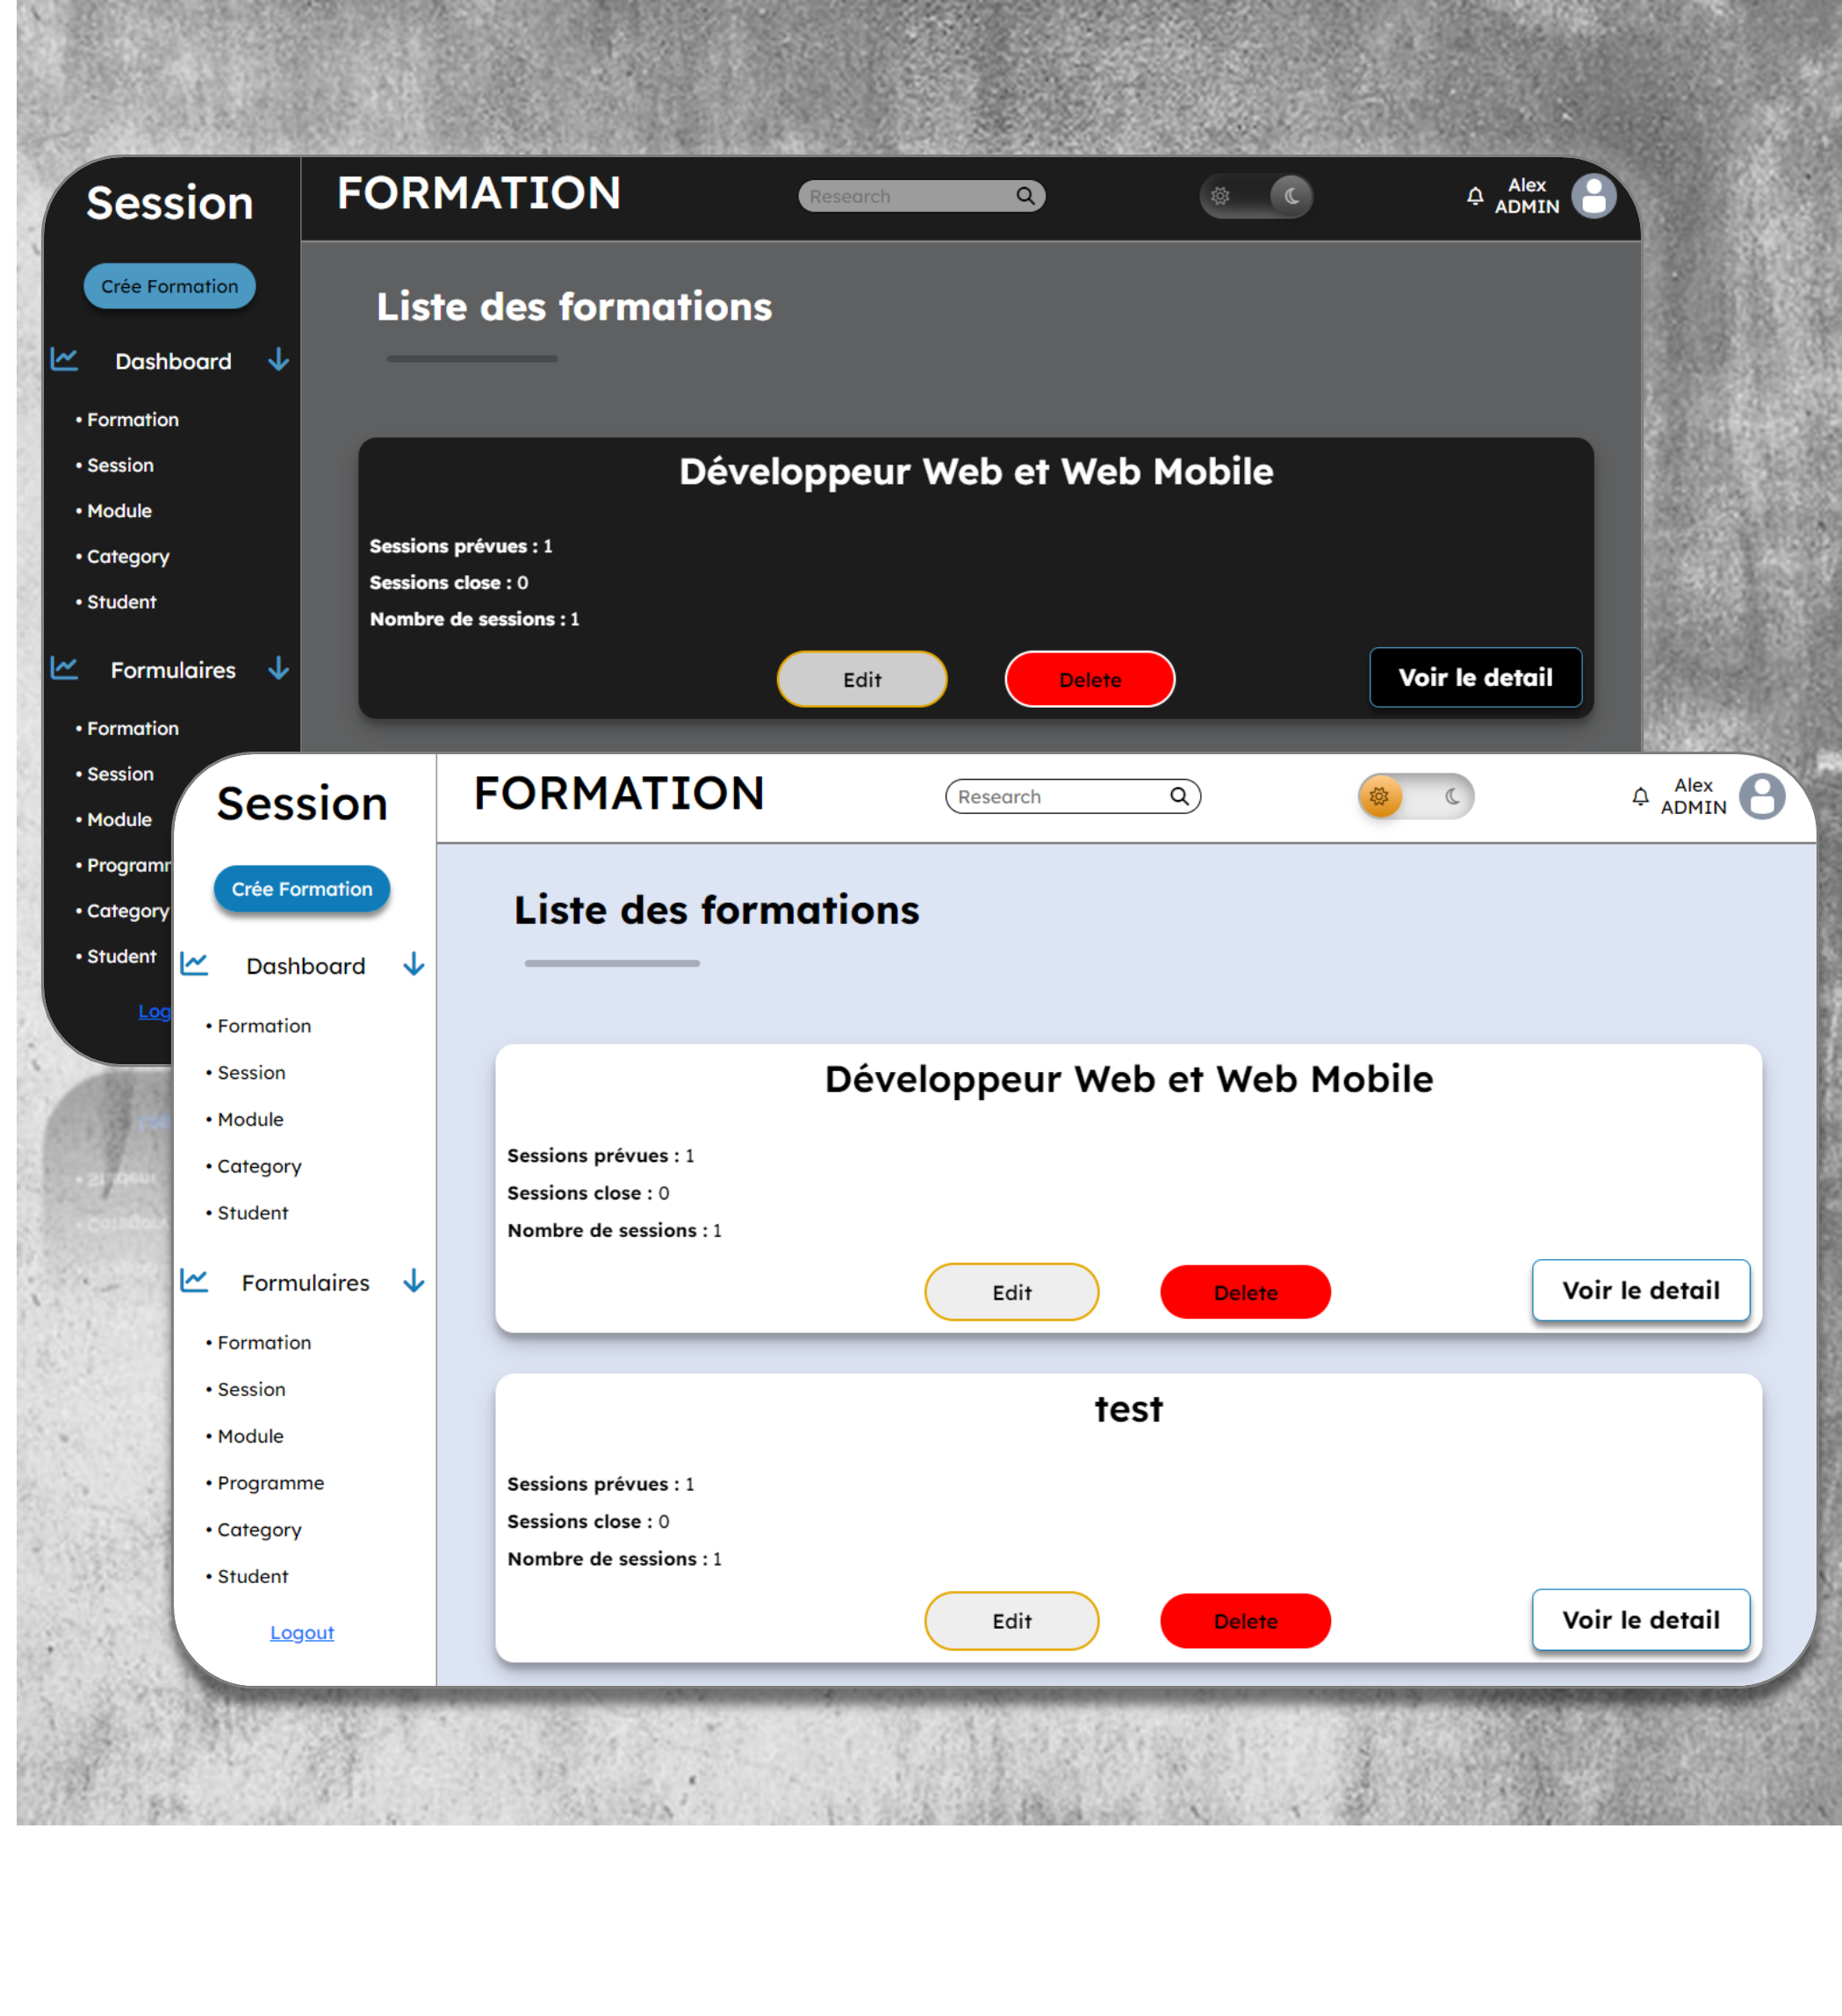 Session
FORMATION
Research
Alex
ADMIN
Crée Formation
Liste des formations
Dashboard
• Formation
• Session
• Module
• Category
• Student
Développeur Web et Web Mobile
Sessions prévues : 1
Sessions close : 0
Nombre de sessions : 1
Edit
Delete
Voir le detail
Formulaires
• Formation
• Session
• Module
• Category
• Student
Session
FORMATION
Research
Alex
ADMIN
Crée Formation
Liste des formations
Dashboard
• Formation
• Session
• Module
• Category
• Student
Développeur Web et Web Mobile
Sessions prévues : 1
Sessions close : 0
Nombre de sessions : 1
Edit
Delete
Voir le detail
Formulaires
• Formation
• Session
• Module
• Programme
• Category
• Student
Logout
test
Sessions prévues : 1
Sessions close : 0
Nombre de sessions : 1
Edit
Delete
Voir le detail